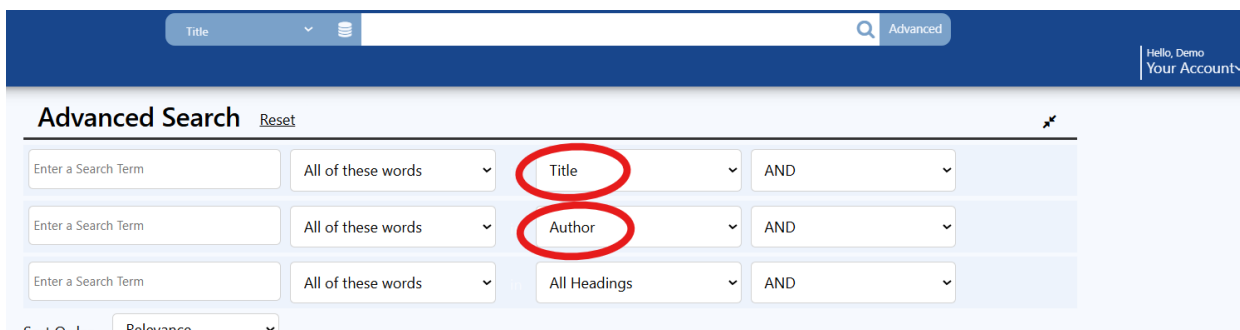 Title Advanced
Hello, Demo
Your Account
Advanced Search Reset
Enter a Search Term All of these words Title AND
Enter a Search Term All of these words Author AND
Enter a Search Term All of these words All Headings AND
Relevance